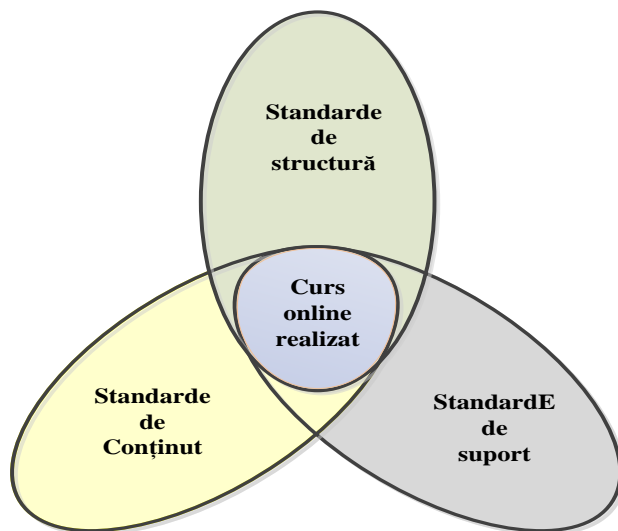 Standarde
de
structură
Curs
online
realizat
Standarde
de
Conținut
StandardE
de
suport